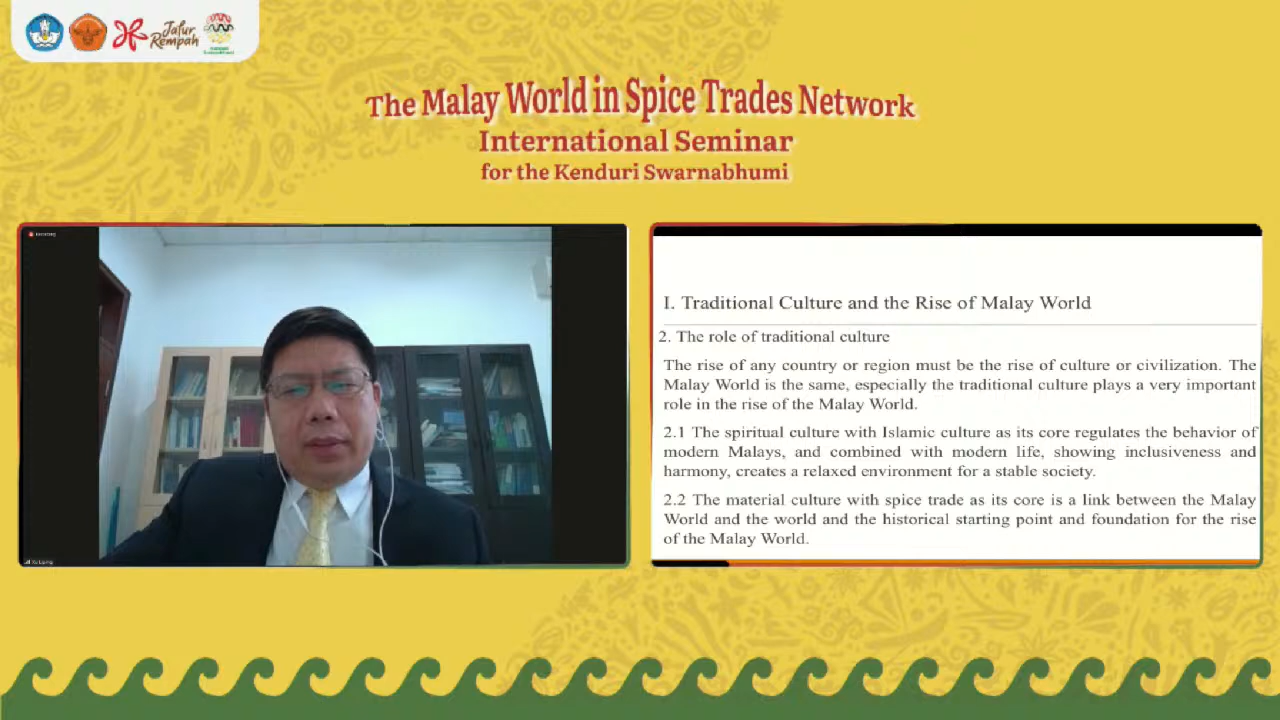 Jalur
Rempah
The Malay World in Spice Trades Network
International Seminar
for the Kenduri Swarnabhumi
I. Traditional Culture and the Rise of Malay World
2. The role of traditional culture
The rise of any country or region must be the rise of culture or civilization. The
Malay World is the same, especially the traditional culture plays a very important
role in the rise of the Malay World.
2.1 The spiritual culture with Islamic culture as its core regulates the behavior of
modern Malays, and combined with modern life, showing inclusiveness and
harmony, creates a relaxed environment for a stable society.
2.2 The material culture with spice trade as its core is a link between the Malay
World and the world and the historical starting point and foundation for the rise
of the Malay World.